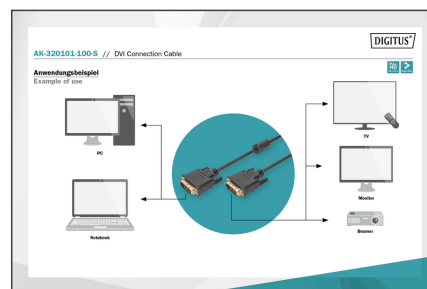 DIGITUS®
AK-320101-100-S // DVI Connection Cable
Anwendungsbeispiel
Example of use
PC
TV
Notebook
Monitor
Beamer